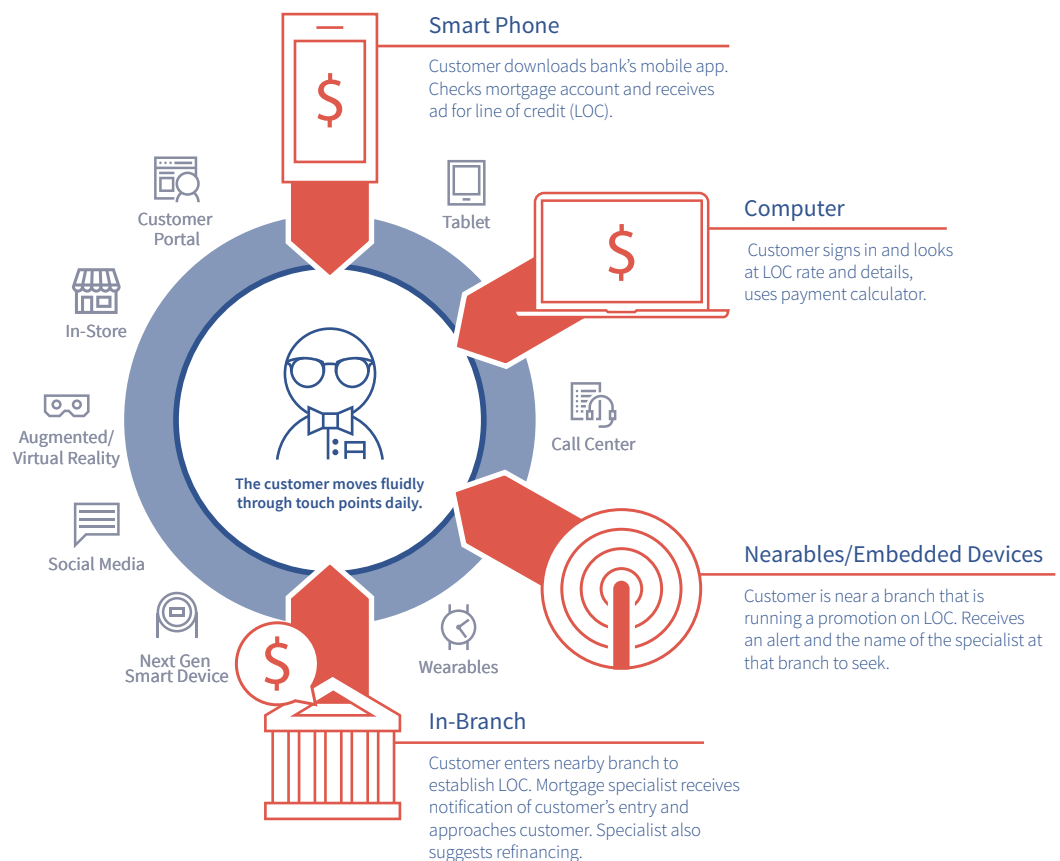 Smart Phone
Customer downloads bank's mobile app.
Checks mortgage account and receives
ad for line of credit (LOC).
$
Customer
Portal
Tablet
Computer
Customer signs in and looks
at LOC rate and details,
uses payment calculator.
$
In-Store
Augmented/
Virtual Reality
Call Center
The customer moves fluidly
through touch points daily.
Social Media
Nearables/Embedded Devices
Customer is near a branch that is
running a promotion on LOC. Receives
an alert and the name of the specialist at
that branch to seek.
Next Gen
Smart Device
$
Wearables
In-Branch
Customer enters nearby branch to
establish LOC. Mortgage specialist receives
notification of customer's entry and
approaches customer. Specialist also
suggests refinancing.